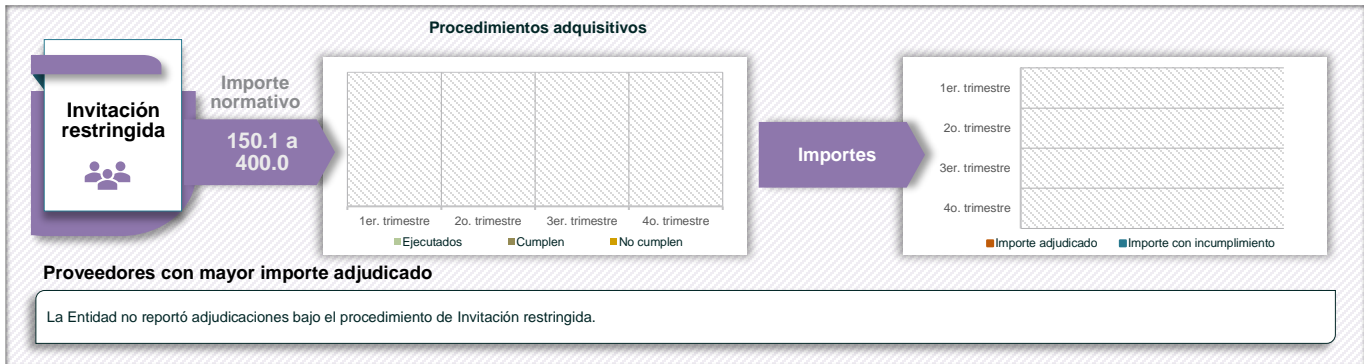 Procedimientos adquisitivos
Invitación
restringida
Importe
normativo
150.1 a
400.0
1er. trimestre
2o. trimestre
3er. trimestre
4o. trimestre
Ejecutados
Cumplen
No cumplen
Importes
1er. trimestre
2o. trimestre
3er. trimestre
4o. trimestre
Importe adjudicado
Importe con incumplimiento
Proveedores con mayor importe adjudicado
La Entidad no reportó adjudicaciones bajo el procedimiento de Invitación restringida.